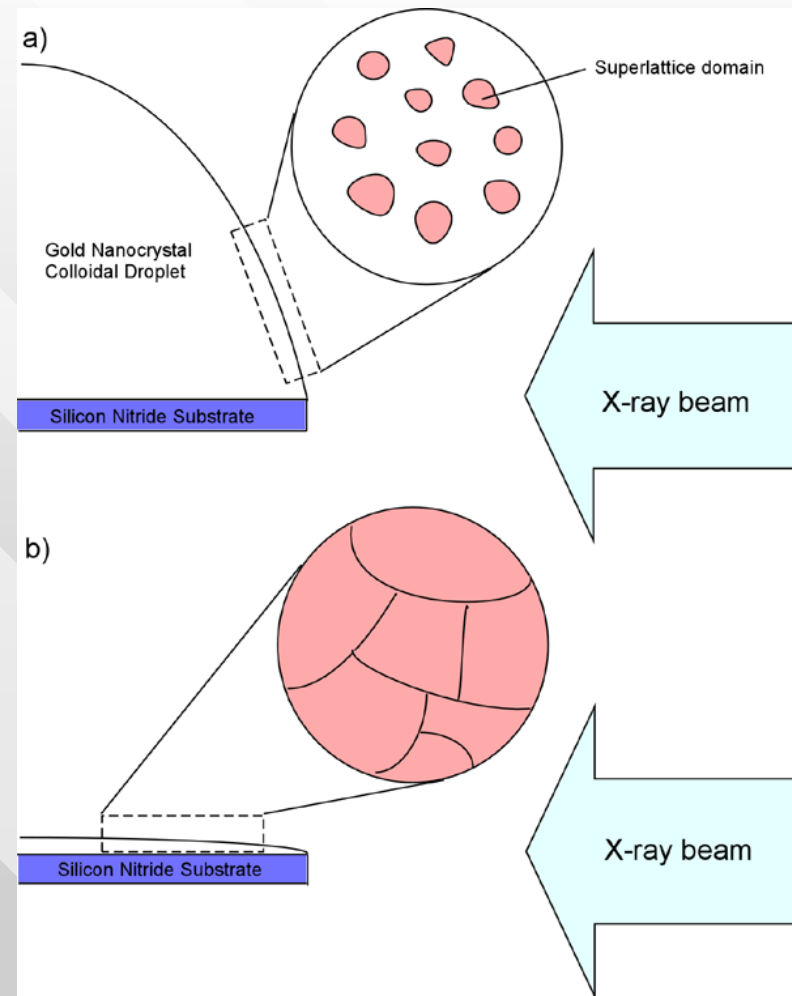 a)
Superlattice domain
Gold Nanocrystal
Colloidal Droplet
X-ray beam
Silicon Nitride Substrate
b)
X-ray beam
Silicon Nitride Substrate